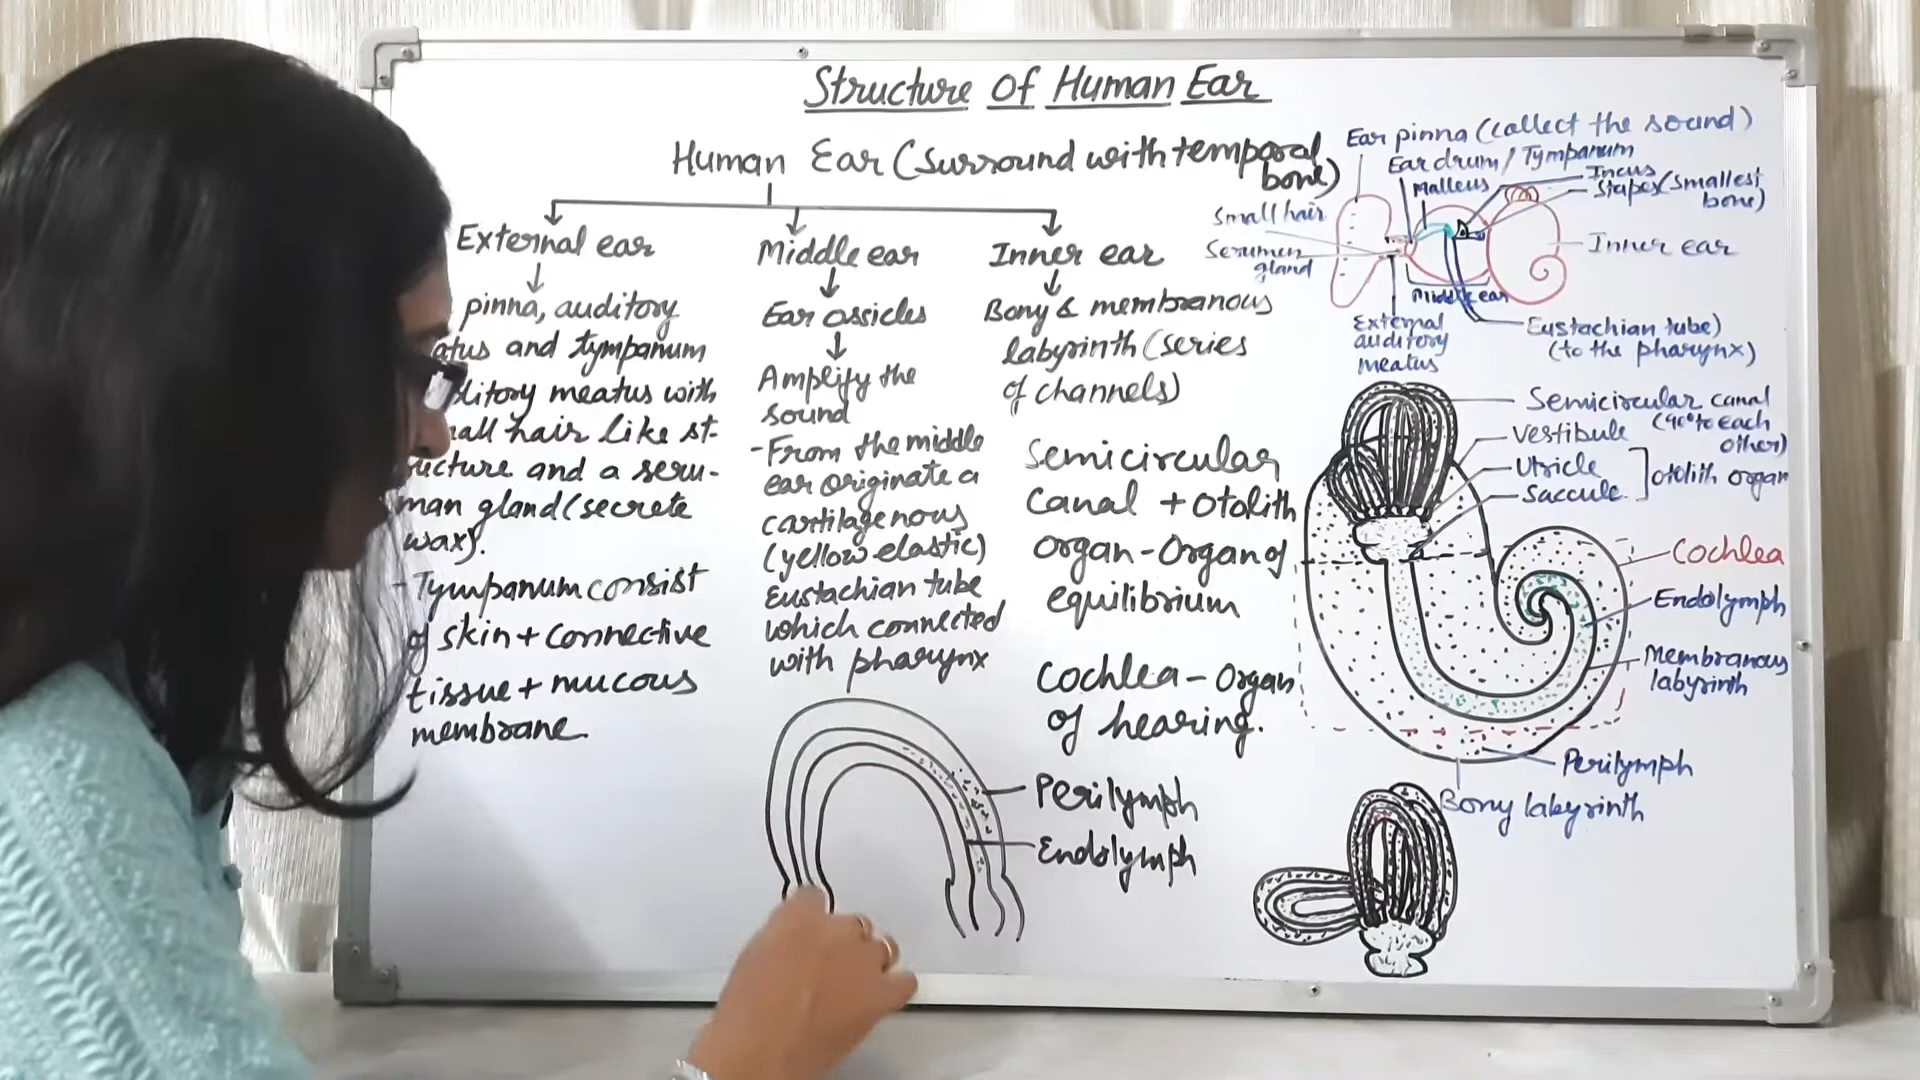 Structure Of Human Ear
Human Ear (Surround with temporal
bone)
External ear
pinna, auditory
and tympanum
meatus with
hair like st-
and a seru-
man gland (secrete
wax).
- Tympanum consist
of skin + connective
tissue + mucous
membrane.
Middle ear
Ear ossicles
Amplify the
sound
- From the middle
ear originate a
cartilagenous
(yellow elastic)
Eustachian tube
which connected
with pharynx
Inner ear
Bony & membranous
labyrinth (series
of channels)
Semicircular
Canal + Otolith
organ - Organ of
equilibrium
Cochlea - Organ
of hearing.
Perilymph
Endolymph
Ear pinna (collect the sound)
Ear drum / Tympanum
Malleus
Incus
Stapes (smallest
bone)
Small hair
Serumen
gland
Inner ear
Middle ear
External
auditory
meatus
Eustachian tube)
(to the pharynx)
Semicircular canal
(90° to each
other)
Vestibule
Utricle
Saccule
otolith organ
Cochlea
Endolymph
Membranous
labyrinth
Perilymph
Bony labyrinth